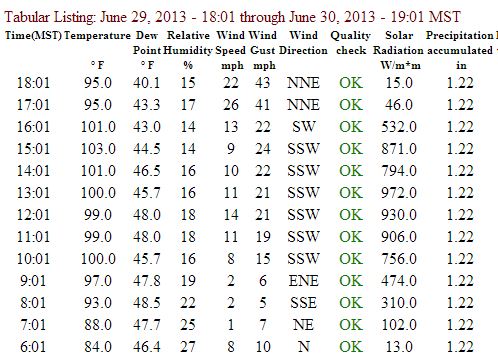 Tabular Listing: June 29, 2013 - 18:01 through June 30, 2013 - 19:01 MST
Time(MST) Temperature Dew Relative Wind Wind Wind Quality Solar Precipitation
Point Humidity Speed Gust Direction check Radiation accumulated
° F ° F % mph mph W/m*m in
18:01 95.0 40.1 15 22 43 NNE OK 15.0 1.22
17:01 95.0 43.3 17 26 41 NNE OK 46.0 1.22
16:01 101.0 43.0 14 13 22 SW OK 532.0 1.22
15:01 103.0 44.5 14 9 24 SSW OK 871.0 1.22
14:01 101.0 46.5 16 10 22 SSW OK 794.0 1.22
13:01 100.0 45.7 16 11 21 SSW OK 972.0 1.22
12:01 99.0 48.0 18 14 21 SSW OK 930.0 1.22
11:01 99.0 48.0 18 11 19 SSW OK 906.0 1.22
10:01 100.0 45.7 16 8 15 SSW OK 756.0 1.22
9:01 97.0 47.8 19 2 6 ENE OK 474.0 1.22
8:01 93.0 48.5 22 2 5 SSE OK 310.0 1.22
7:01 88.0 47.7 25 1 7 NE OK 102.0 1.22
6:01 84.0 46.4 27 8 10 N OK 13.0 1.22